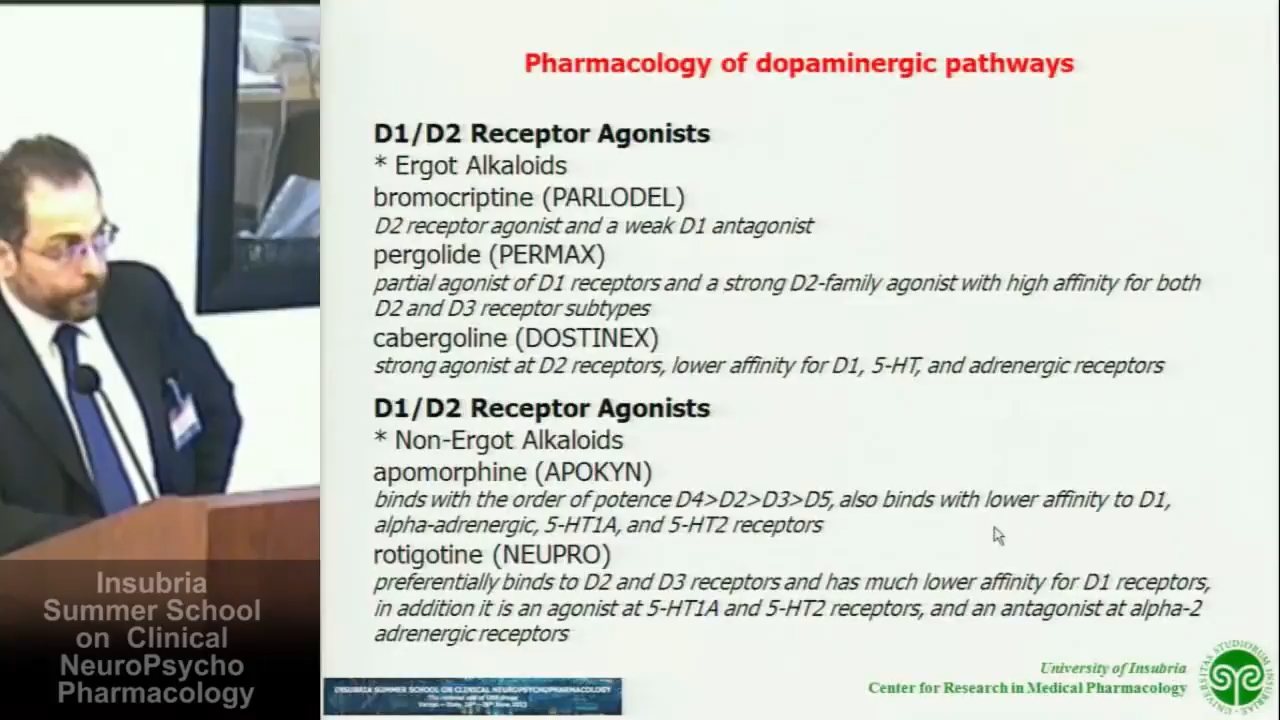 Pharmacology of dopaminergic pathways
D1/D2 Receptor Agonists
* Ergot Alkaloids
bromocriptine (PARLODEL)
D2 receptor agonist and a weak D1 antagonist
pergolide (PERMAX)
partial agonist of D1 receptors and a strong D2-family agonist with high affinity for both
D2 and D3 receptor subtypes
cabergoline (DOSTINEX)
strong agonist at D2 receptors, lower affinity for D1, 5-HT, and adrenergic receptors
D1/D2 Receptor Agonists
* Non-Ergot Alkaloids
apomorphine (APOKYN)
binds with the order of potence D4>D2>D3>D5, also binds with lower affinity to D1,
alpha-adrenergic, 5-HT1A, and 5-HT2 receptors
rotigotine (NEUPRO)
preferentially binds to D2 and D3 receptors and has much lower affinity for D1 receptors,
in addition it is an agonist at 5-HT1A and 5-HT2 receptors, and an antagonist at alpha-2
adrenergic receptors
Insubria
Summer School
on Clinical
NeuroPsycho
Pharmacology
University of Insubria
Center for Research in Medical Pharmacology
INSUBRIA SUMMER SCHOOL ON CLINICAL NEUROPSYCHOPHARMACOLOGY